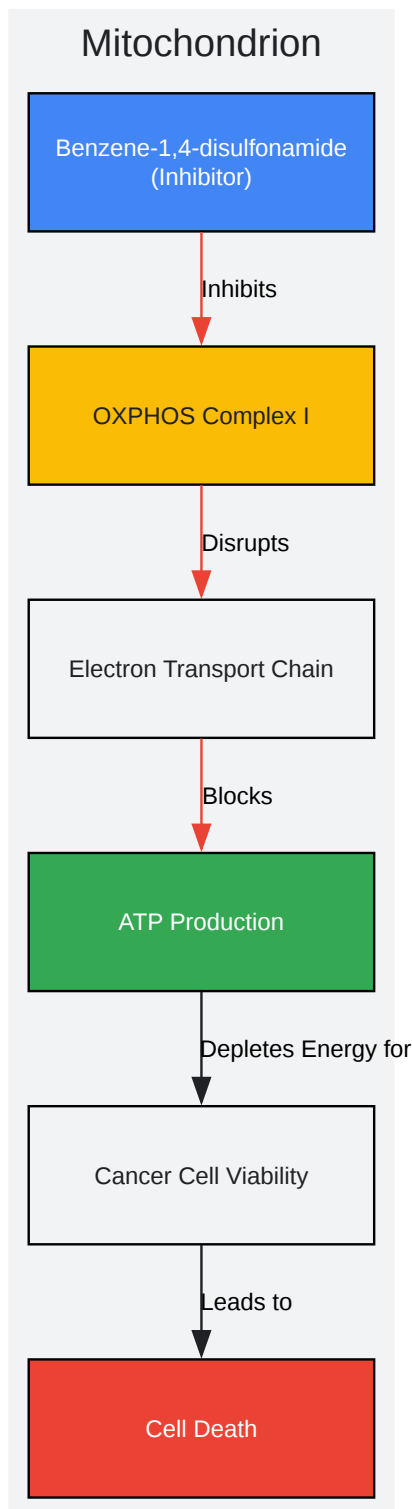 Mitochondrion
Benzene-1,4-disulfonamide
(Inhibitor)
Inhibits
OXPHOS Complex I
Disrupts
Electron Transport Chain
Blocks
ATP Production
Depletes Energy for
Cancer Cell Viability
Leads to
Cell Death